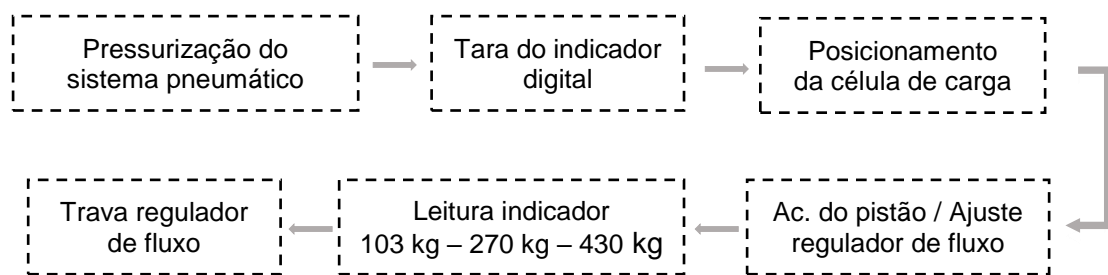 Pressurização do
sistema pneumático
Tara do indicador
digital
Posicionamento
da célula de carga
Ac. do pistão / Ajuste
regulador de fluxo
Leitura indicador
103 kg – 270 kg – 430 kg
Trava regulador
de fluxo